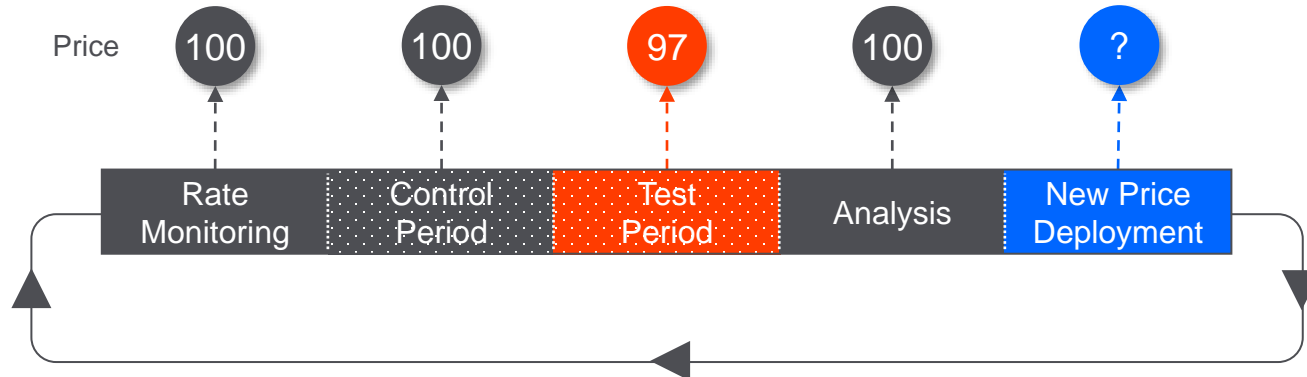 Price
100
100
97
100
?
Rate
Monitoring
Control
Period
Test
Period
Analysis
New Price
Deployment